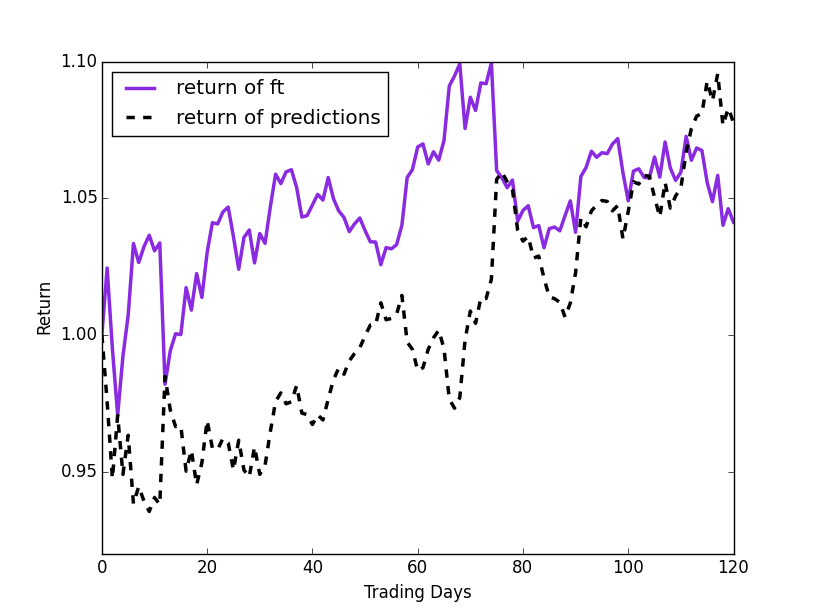 1.10
return of ft
return of predictions
1.05
1.00
0.95
Return
0 20 40 60 80 100 120
Trading Days